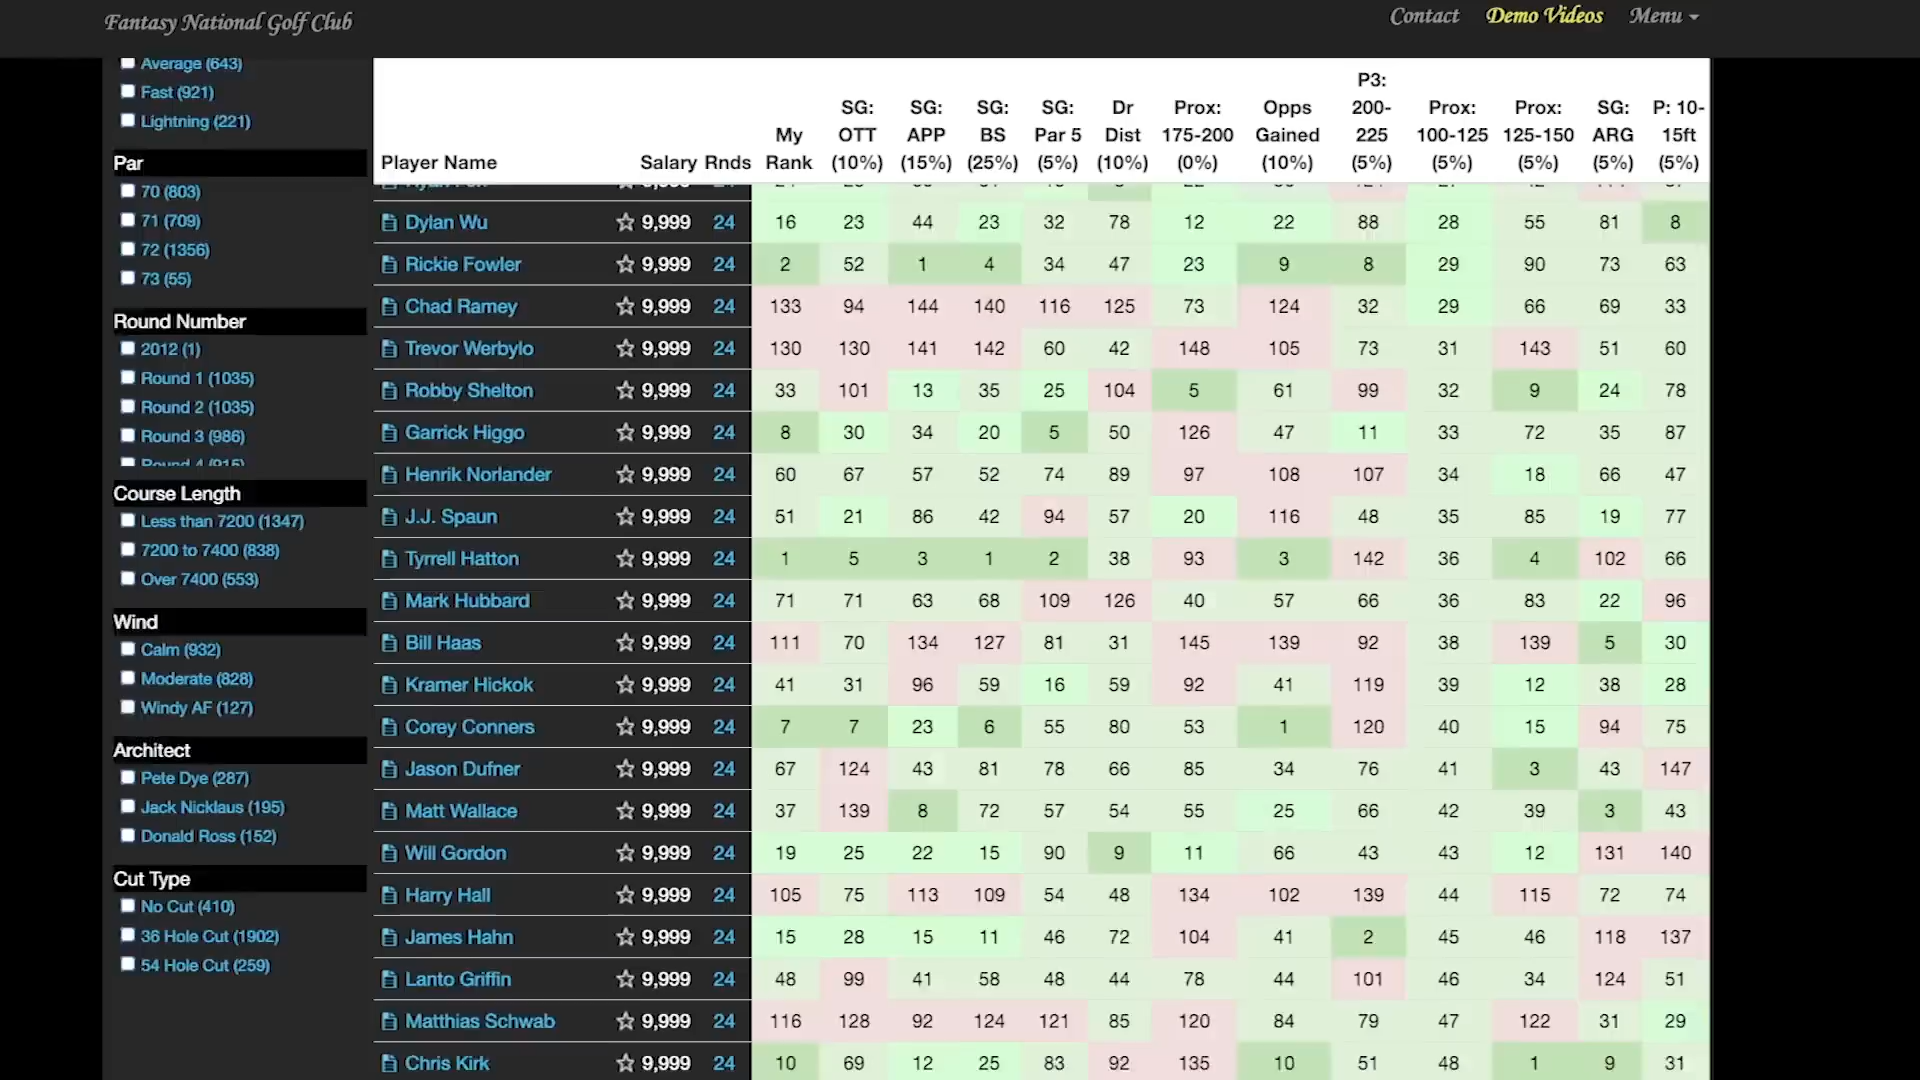 Fantasy National Golf Club
Contact Demo Videos Menu
Average (643)
Fast (921)
Lightning (221)
Par
70 (803)
71 (709)
72 (1356)
73 (55)
Round Number
2012 (1)
Round 1 (1035)
Round 2 (1035)
Round 3 (986)
Round 4 (915)
Course Length
Less than 7200 (1347)
7200 to 7400 (838)
Over 7400 (553)
Wind
Calm (932)
Moderate (828)
Windy AF (127)
Architect
Pete Dye (287)
Jack Nicklaus (195)
Donald Ross (152)
Cut Type
No Cut (410)
36 Hole Cut (1902)
54 Hole Cut (259)
P3:
SG: SG: SG: SG: Dr Prox: Opps 200- Prox: Prox: SG: P: 10-
My OTT APP BS Par 5 Dist 175-200 Gained 225 100-125 125-150 ARG 15ft
Player Name Salary Rnds Rank (10%) (15%) (25%) (5%) (10%) (0%) (10%) (5%) (5%) (5%) (5%) (5%)
Dylan Wu 9,999 24 16 23 44 23 32 78 12 22 88 28 55 81 8
Rickie Fowler 9,999 24 2 52 1 4 34 47 23 9 8 29 90 73 63
Chad Ramey 9,999 24 133 94 144 140 116 125 73 124 32 29 66 69 33
Trevor Werbylo 9,999 24 130 130 141 142 60 42 148 105 73 31 143 51 60
Robby Shelton 9,999 24 33 101 13 35 25 104 5 61 99 32 9 24 78
Garrick Higgo 9,999 24 8 30 34 20 5 50 126 47 11 33 72 35 87
Henrik Norlander 9,999 24 60 67 57 52 74 89 97 108 107 34 18 66 47
J.J. Spaun 9,999 24 51 21 86 42 94 57 20 116 48 35 85 19 77
Tyrrell Hatton 9,999 24 1 5 3 1 2 38 93 3 142 36 4 102 66
Mark Hubbard 9,999 24 71 71 63 68 109 126 40 57 66 36 83 22 96
Bill Haas 9,999 24 111 70 134 127 81 31 145 139 92 38 139 5 30
Kramer Hickok 9,999 24 41 31 96 59 16 59 92 41 119 39 12 38 28
Corey Conners 9,999 24 7 7 23 6 55 80 53 1 120 40 15 94 75
Jason Dufner 9,999 24 67 124 43 81 78 66 85 34 76 41 3 43 147
Matt Wallace 9,999 24 37 139 8 72 57 54 55 25 66 42 39 3 43
Will Gordon 9,999 24 19 25 22 15 90 9 11 66 43 43 12 131 140
Harry Hall 9,999 24 105 75 113 109 54 48 134 102 139 44 115 72 74
James Hahn 9,999 24 15 28 15 11 46 72 104 41 2 45 46 118 137
Lanto Griffin 9,999 24 48 99 41 58 48 44 78 44 101 46 34 124 51
Matthias Schwab 9,999 24 116 128 92 124 121 85 120 84 79 47 122 31 29
Chris Kirk 9,999 24 10 69 12 25 83 92 135 10 51 48 1 9 31